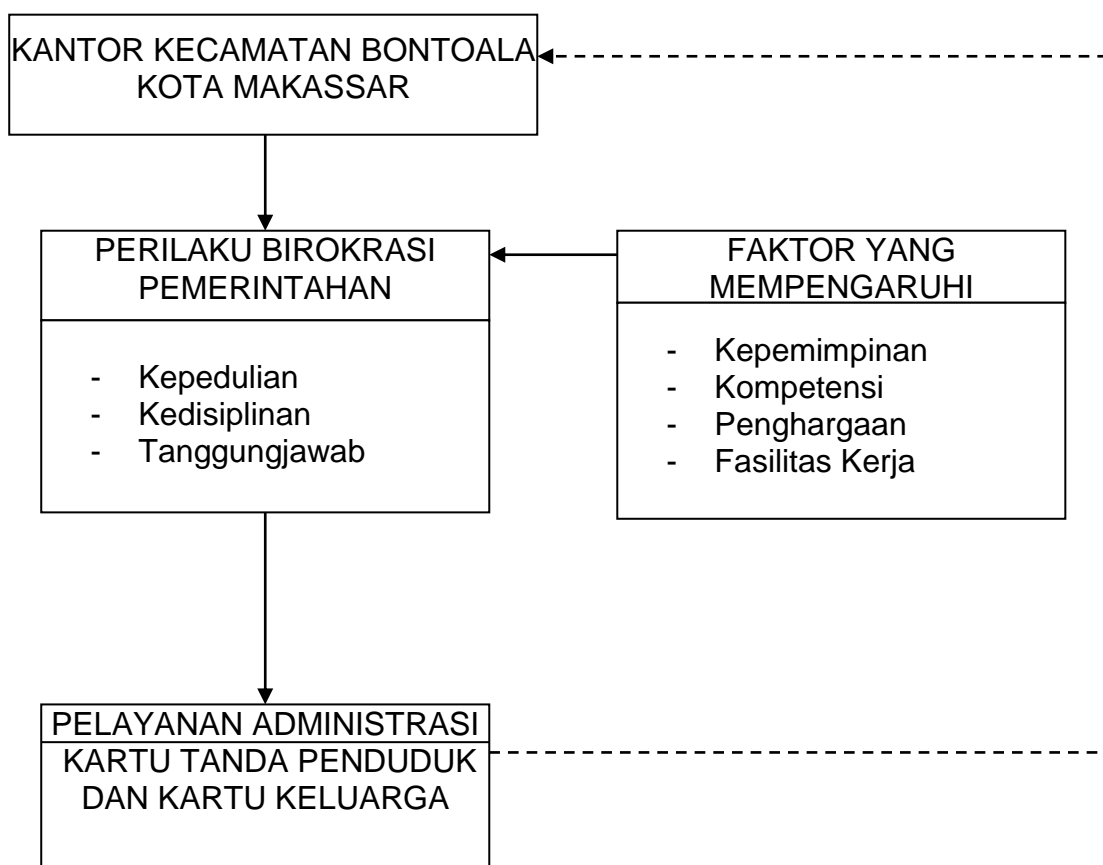 KANTOR KECAMATAN BONTOALA
KOTA MAKASSAR
PERILAKU BIROKRASI
PEMERINTAHAN
- Kepedulian
- Kedisiplinan
- Tanggungjawab
FAKTOR YANG
MEMPENGARUHI
- Kepemimpinan
- Kompetensi
- Penghargaan
- Fasilitas Kerja
PELAYANAN ADMINISTRASI
KARTU TANDA PENDUDUK
DAN KARTU KELUARGA